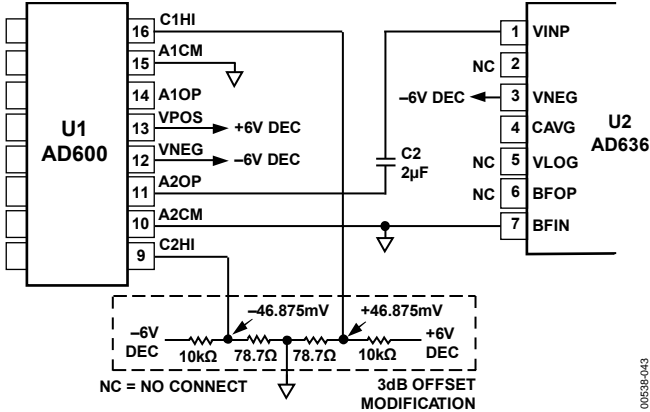 C1HI
16
1 VINP
A1CM
15
NC 2
A1OP
14
–6V DEC 3 VNEG
VPOS
13 +6V DEC
U1
AD600
U2
AD636
4 CAVG
VNEG
12 –6V DEC
C2
2µF
NC 5 VLOG
A2OP
11
NC 6 BFOP
A2CM
10
7 BFIN
C2HI
9
–46.875mV +46.875mV
–6V
DEC
+6V
DEC
10kΩ 78.7Ω 78.7Ω 10kΩ
NC = NO CONNECT
3dB OFFSET
MODIFICATION
00538-043